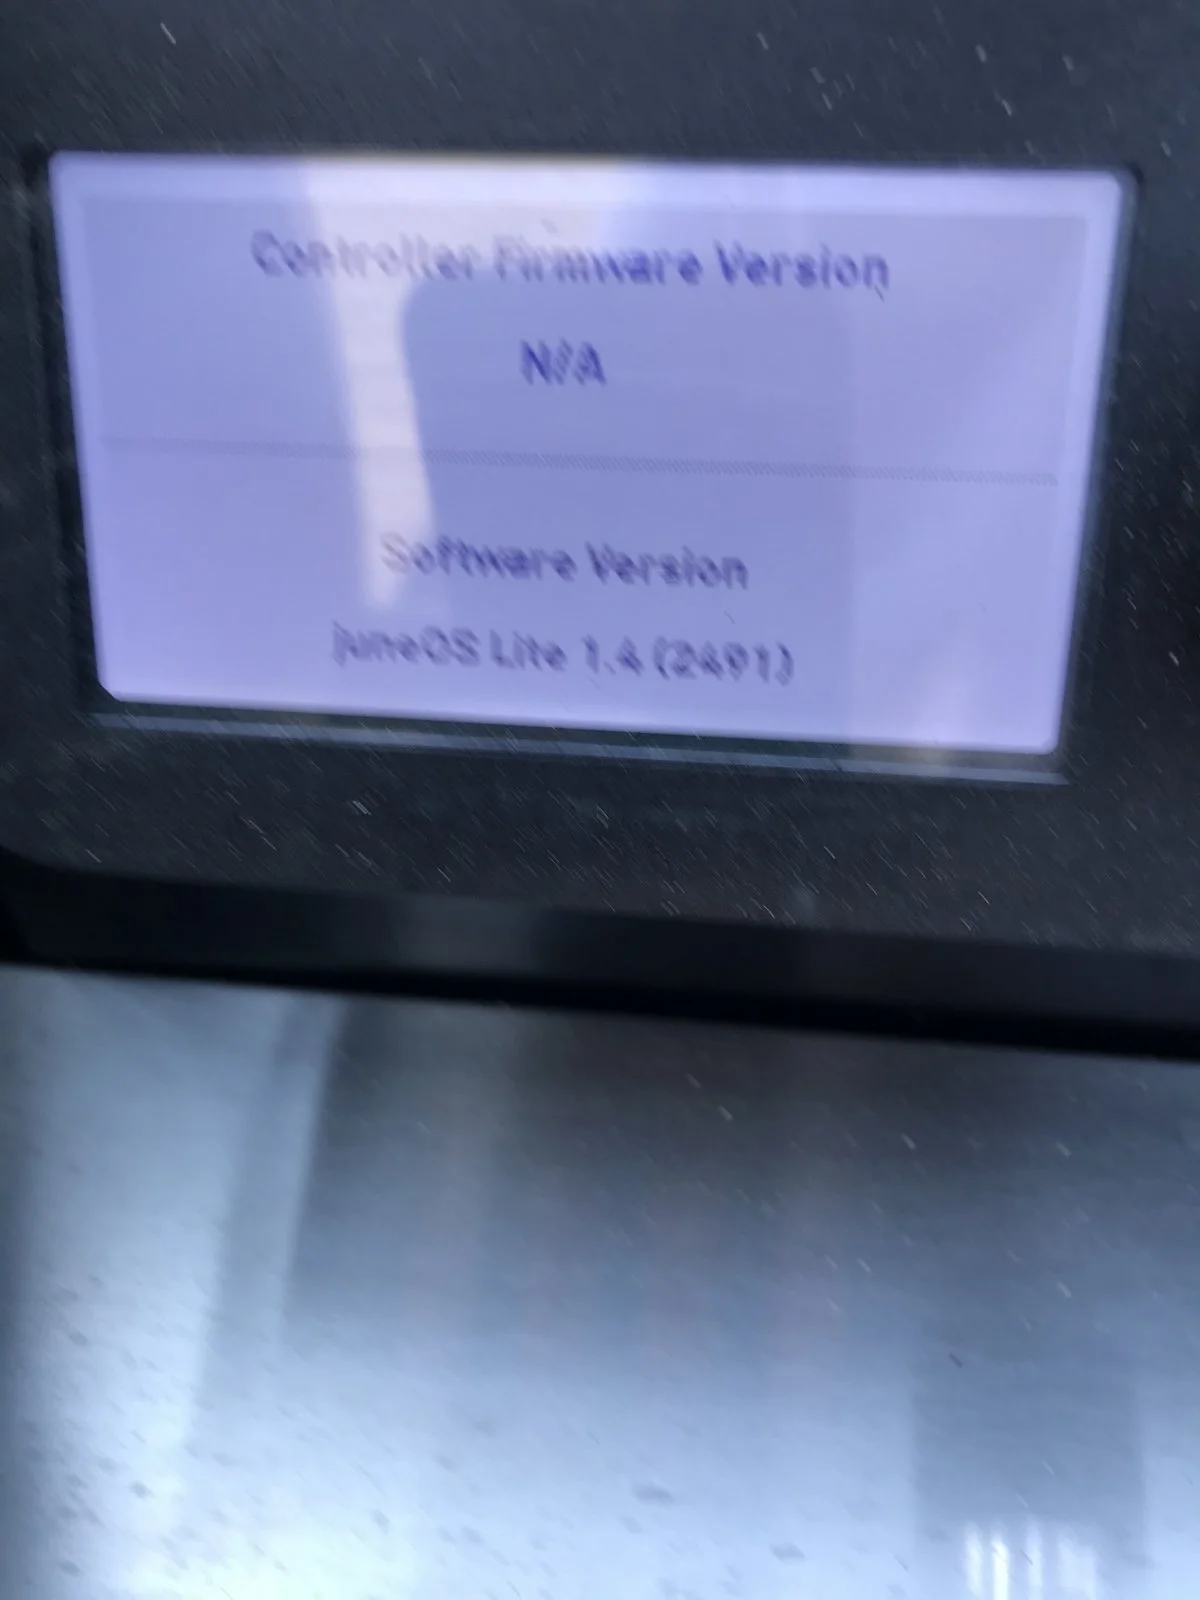 Controller Firmware Version
N/A
Software Version
juneOS Lite 1.4 (2491)